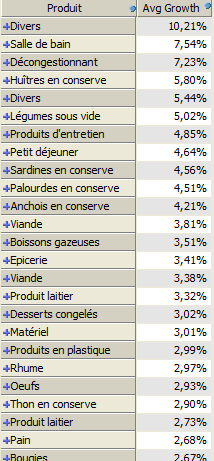 Produit Avg Growth
Divers 10,21%
Salle de bain 7,54%
Décongestionnant 7,23%
Huîtres en conserve 5,80%
Divers 5,44%
Légumes sous vide 5,02%
Produits d'entretien 4,85%
Petit déjeuner 4,64%
Sardines en conserve 4,56%
Palourdes en conserve 4,51%
Anchois en conserve 4,21%
Viande 3,81%
Boissons gazeuses 3,51%
Epicerie 3,41%
Viande 3,38%
Produit laitier 3,32%
Desserts congelés 3,02%
Matériel 3,01%
Produits en plastique 2,99%
Rhume 2,97%
Oeufs 2,93%
Thon en conserve 2,90%
Produit laitier 2,73%
Pain 2,68%
Bougies 2,67%